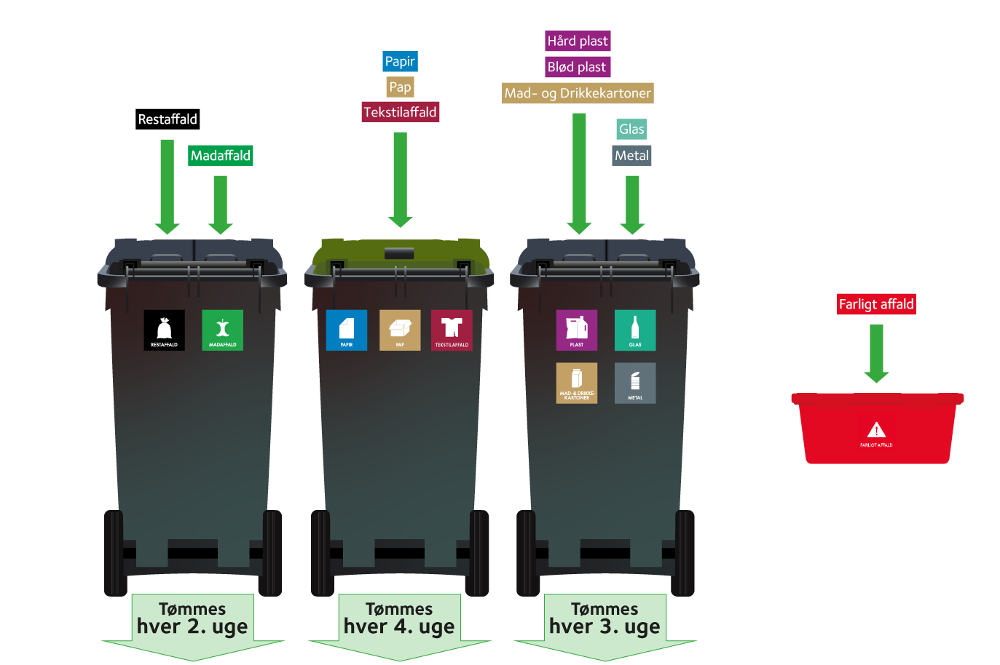 Restaffald
Madaffald
Papir
Pap
Tekstilaffald
Hård plast
Blød plast
Mad- og Drikkekartoner
Glas
Metal
Farligt affald
RESTAFFALD
MADAFFALD
PAPIR
PAP
TEKSTILAFFALD
PLAST
GLAS
MAD- & DRIKKE-
KARTONER
METAL
FARLIGT AFFALD
Tømmes
hver 2. uge
Tømmes
hver 4. uge
Tømmes
hver 3. uge